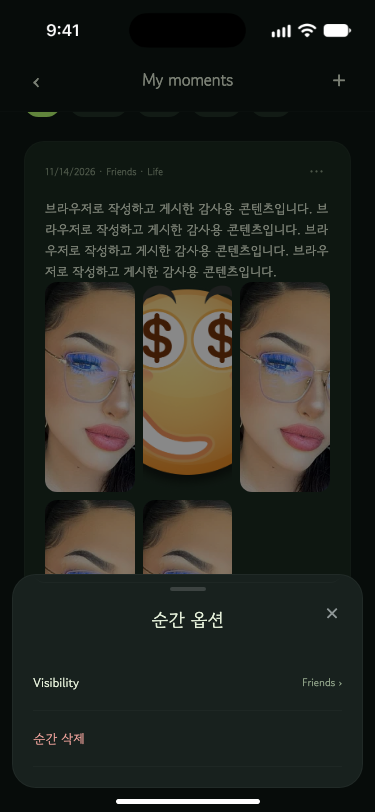 9:41
My moments
11/14/2026 · Friends · Life
브라우저로 작성하고 게시한 감사용 콘텐츠입니다. 브
라우저로 작성하고 게시한 감사용 콘텐츠입니다. 브라
우저로 작성하고 게시한 감사용 콘텐츠입니다. 브라우
저로 작성하고 게시한 감사용 콘텐츠입니다.
순간 옵션
Visibility
Friends ›
순간 삭제